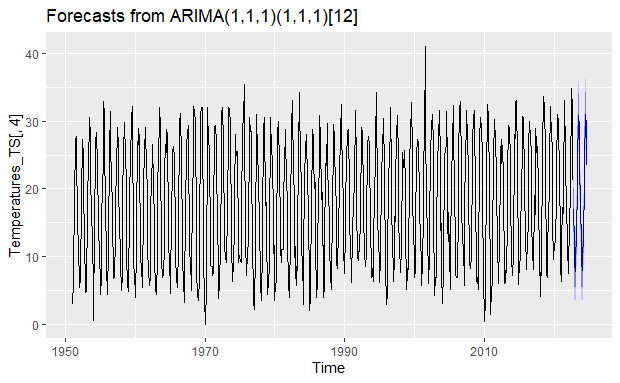 Forecasts from ARIMA(1,1,1)(1,1,1)[12]
Temperatures_TS[, 4]
40
30
20
10
0
1950 1970 1990 2010
Time